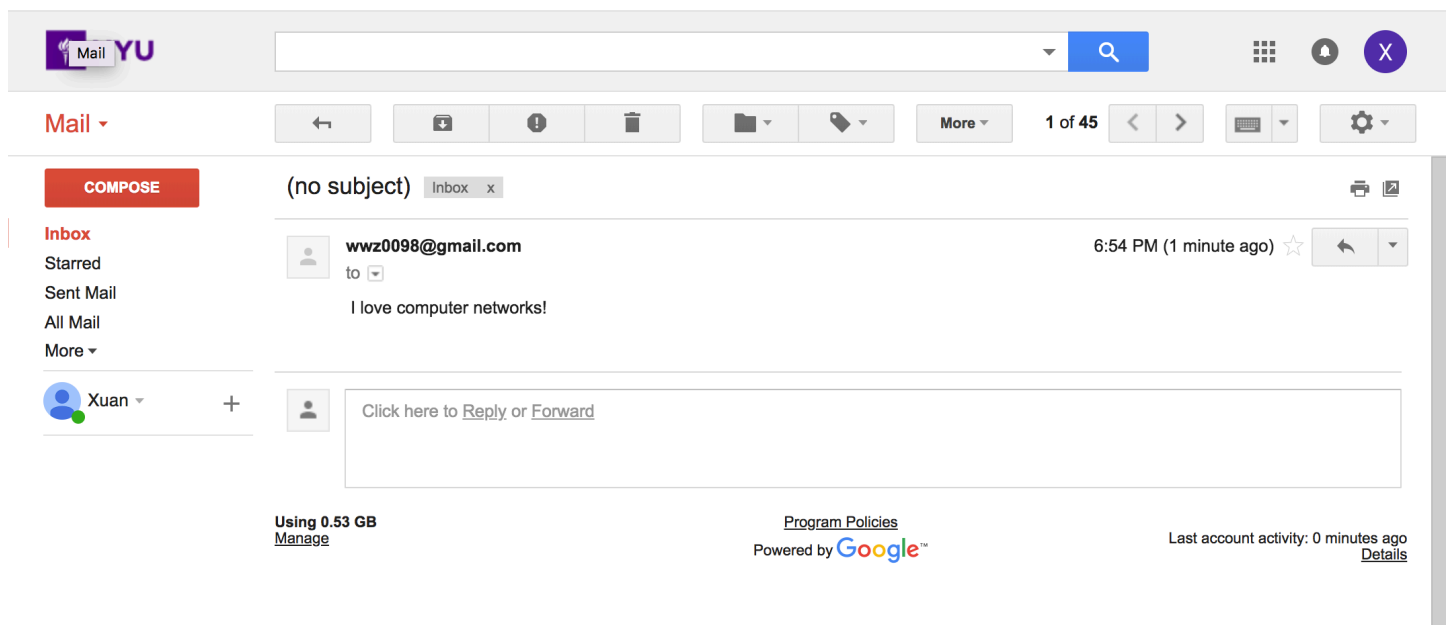 Mail YU
X
Mail
More
1 of 45
COMPOSE
(no subject) Inbox x
Inbox
Starred
Sent Mail
All Mail
More
Xuan
wwz0098@gmail.com
6:54 PM (1 minute ago)
to
I love computer networks!
Click here to Reply or Forward
Using 0.53 GB
Manage
Program Policies
Powered by Google™
Last account activity: 0 minutes ago
Details